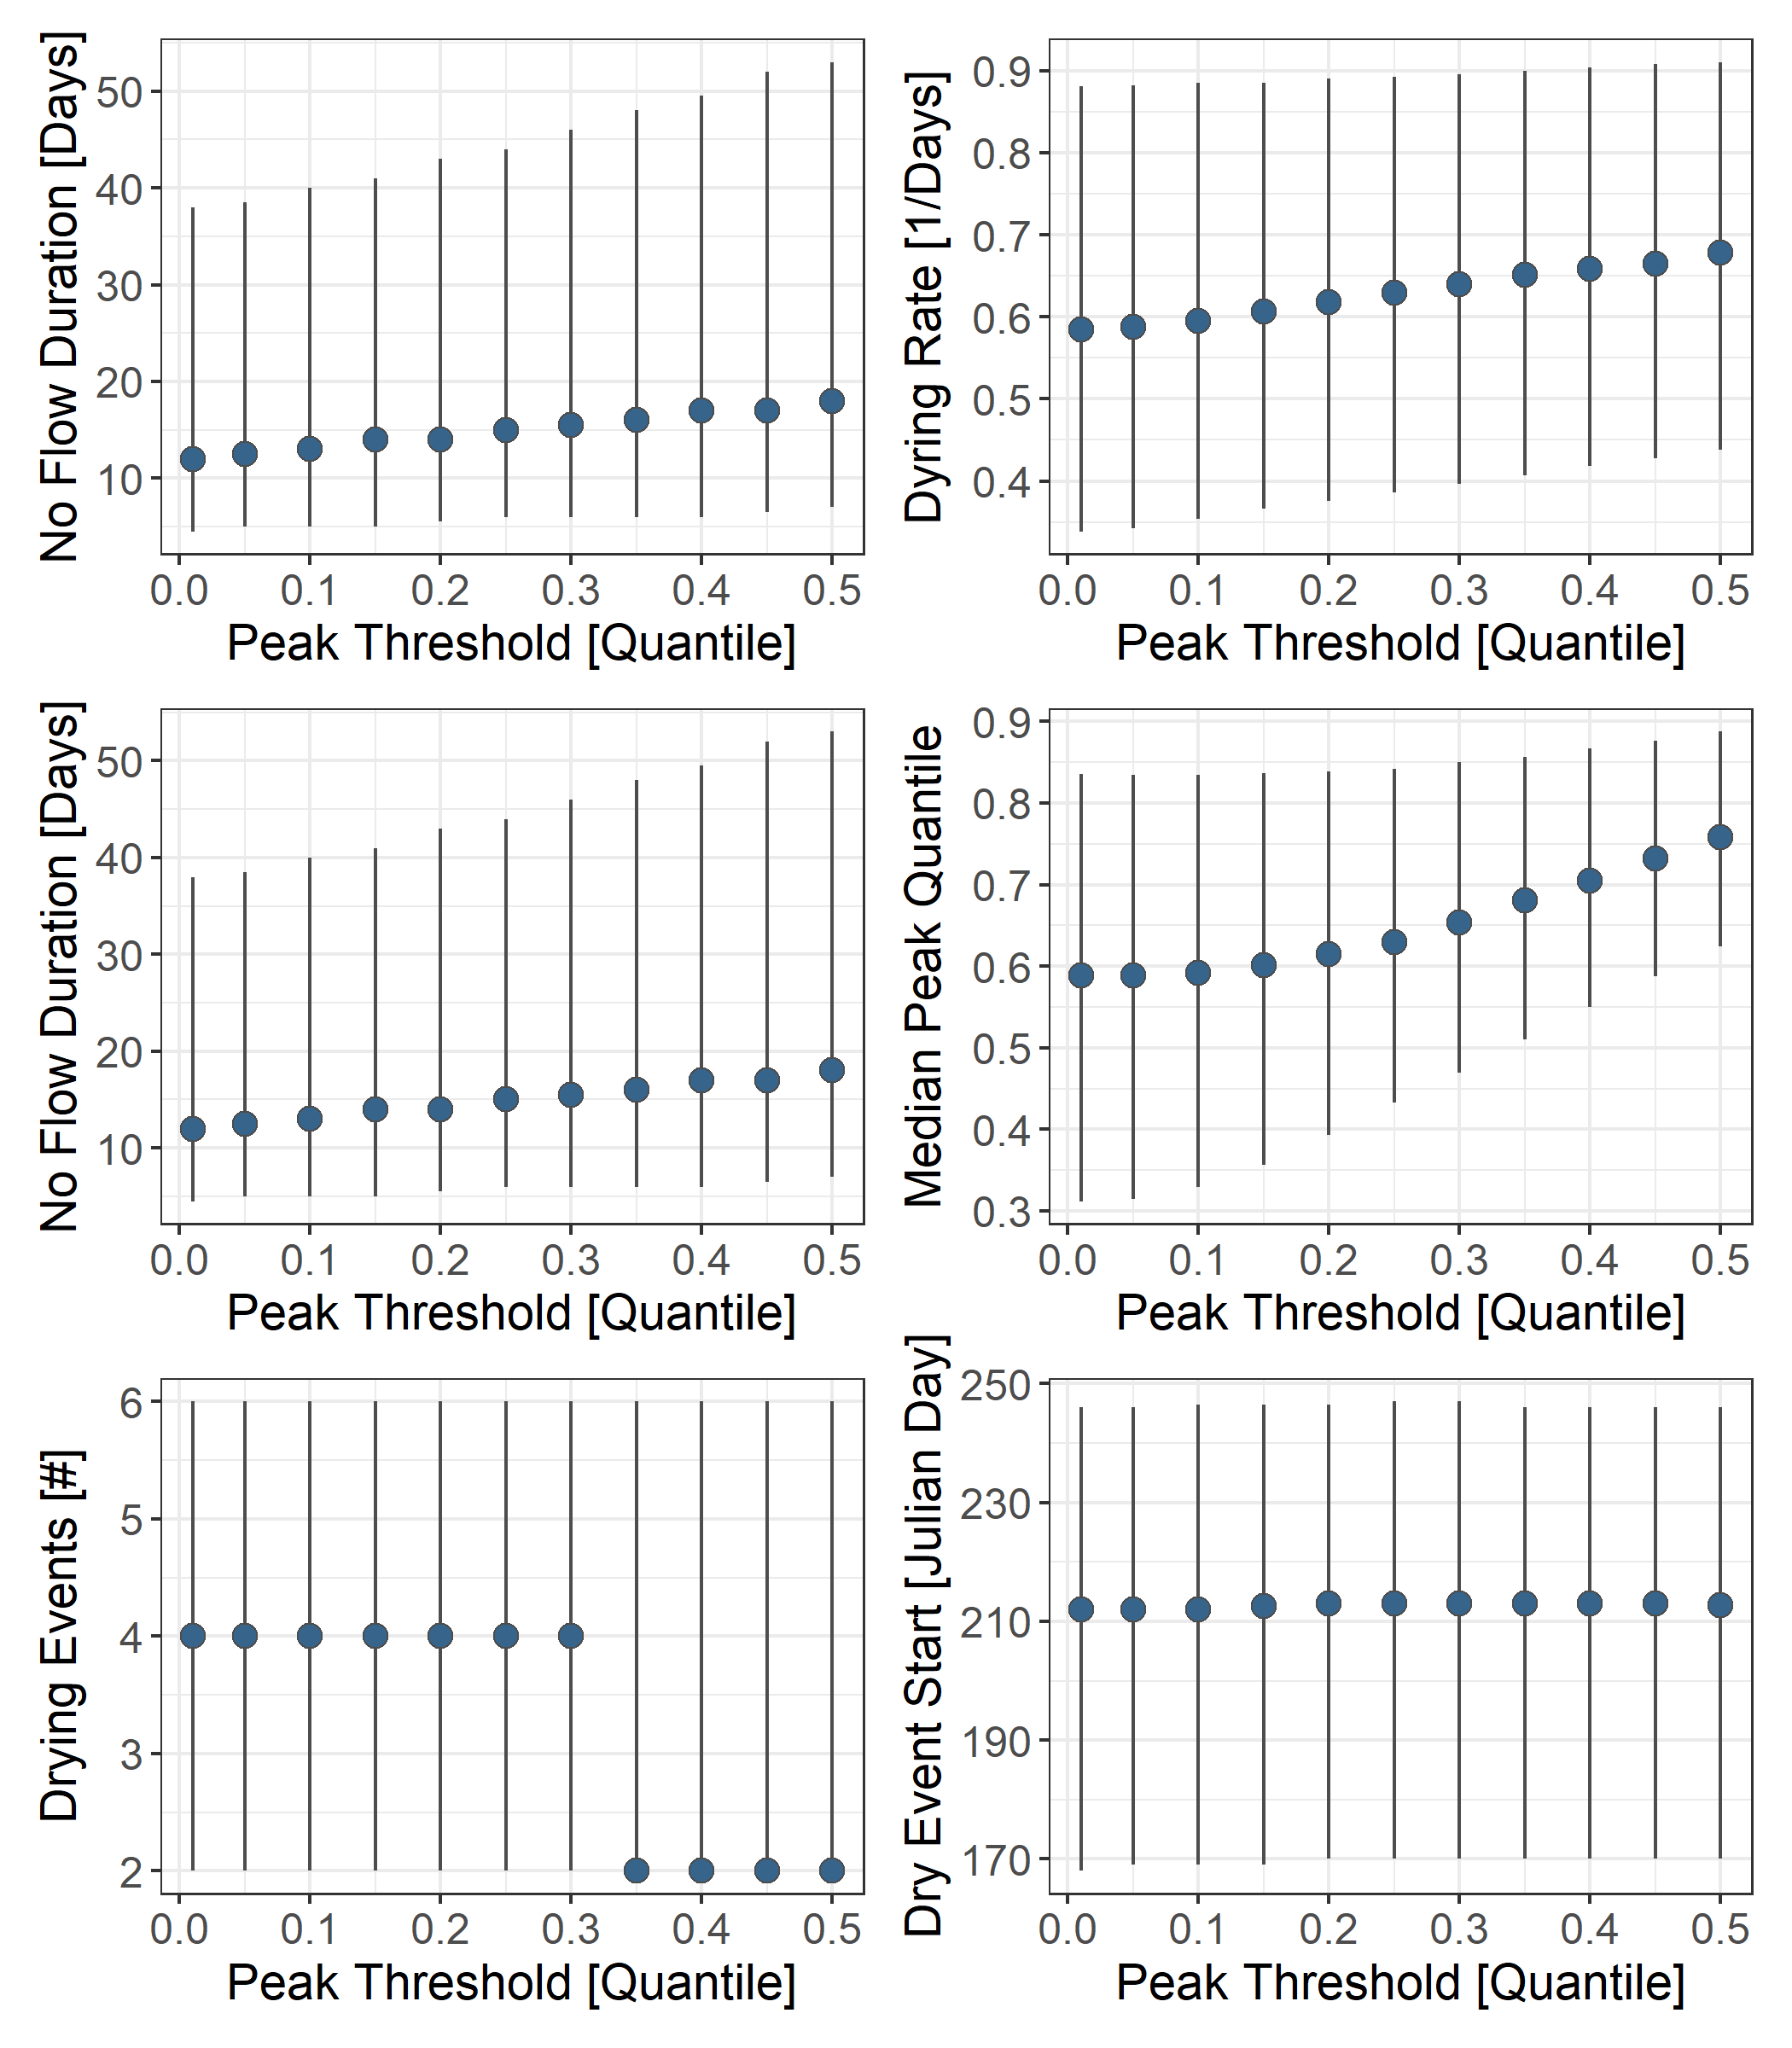 No Flow Duration [Days]
50
40
30
20
10
0.0 0.1 0.2 0.3 0.4 0.5
Peak Threshold [Quantile]
Dyring Rate [1/Days]
0.9
0.8
0.7
0.6
0.5
0.4
0.0 0.1 0.2 0.3 0.4 0.5
Peak Threshold [Quantile]
No Flow Duration [Days]
50
40
30
20
10
0.0 0.1 0.2 0.3 0.4 0.5
Peak Threshold [Quantile]
Median Peak Quantile
0.9
0.8
0.7
0.6
0.5
0.4
0.3
0.0 0.1 0.2 0.3 0.4 0.5
Peak Threshold [Quantile]
Drying Events [#]
6
5
4
3
2
0.0 0.1 0.2 0.3 0.4 0.5
Peak Threshold [Quantile]
Dry Event Start [Julian Day]
250
230
210
190
170
0.0 0.1 0.2 0.3 0.4 0.5
Peak Threshold [Quantile]